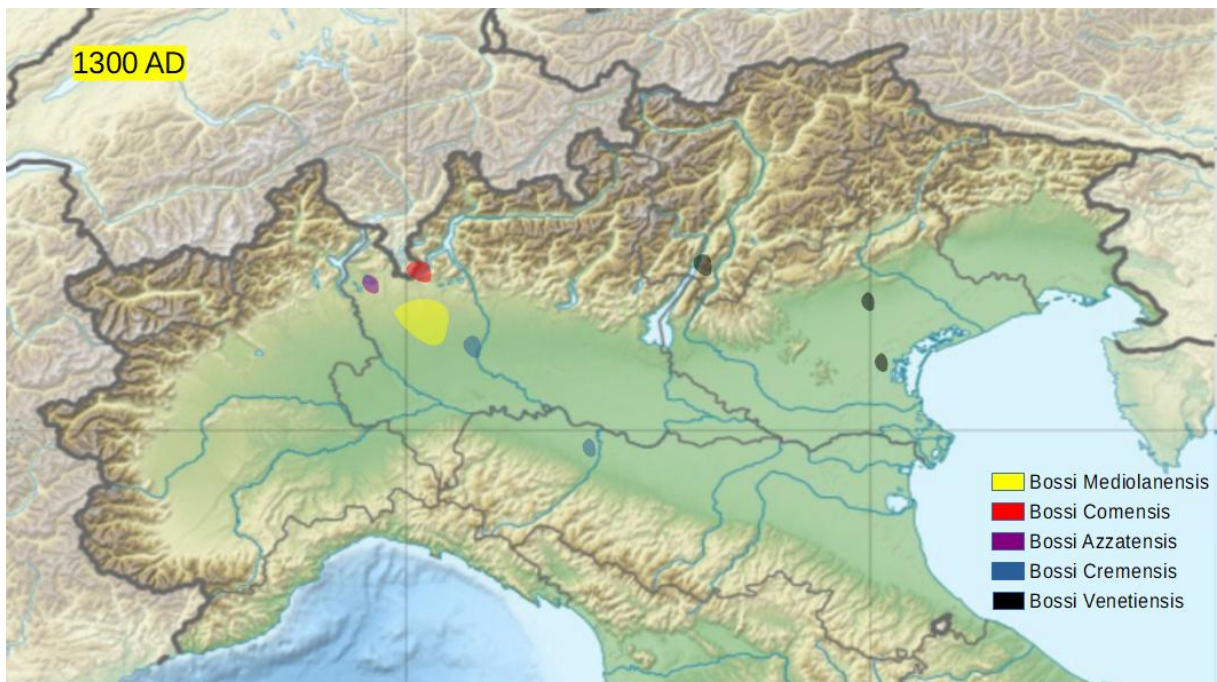 1300 AD
Bossi Mediolanensis
Bossi Comensis
Bossi Azzatensis
Bossi Cremensis
Bossi Venetiensis